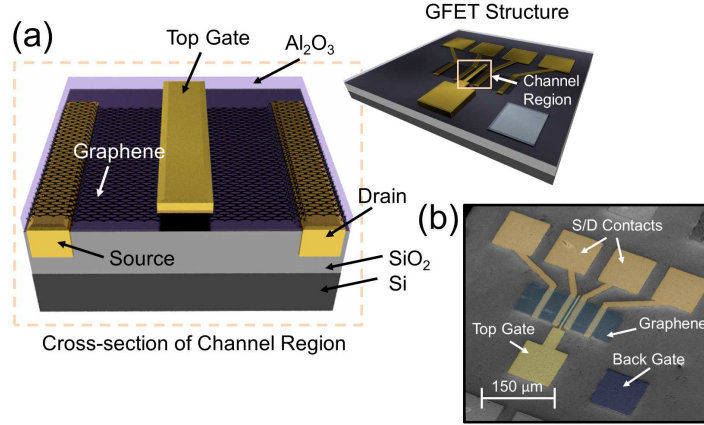 (a)
Top Gate
Al₂O₃
GFET Structure
Channel
Region
Graphene
Drain
Source
SiO₂
Si
Cross-section of Channel Region
(b)
S/D Contacts
Graphene
Top Gate
Back Gate
150 μm